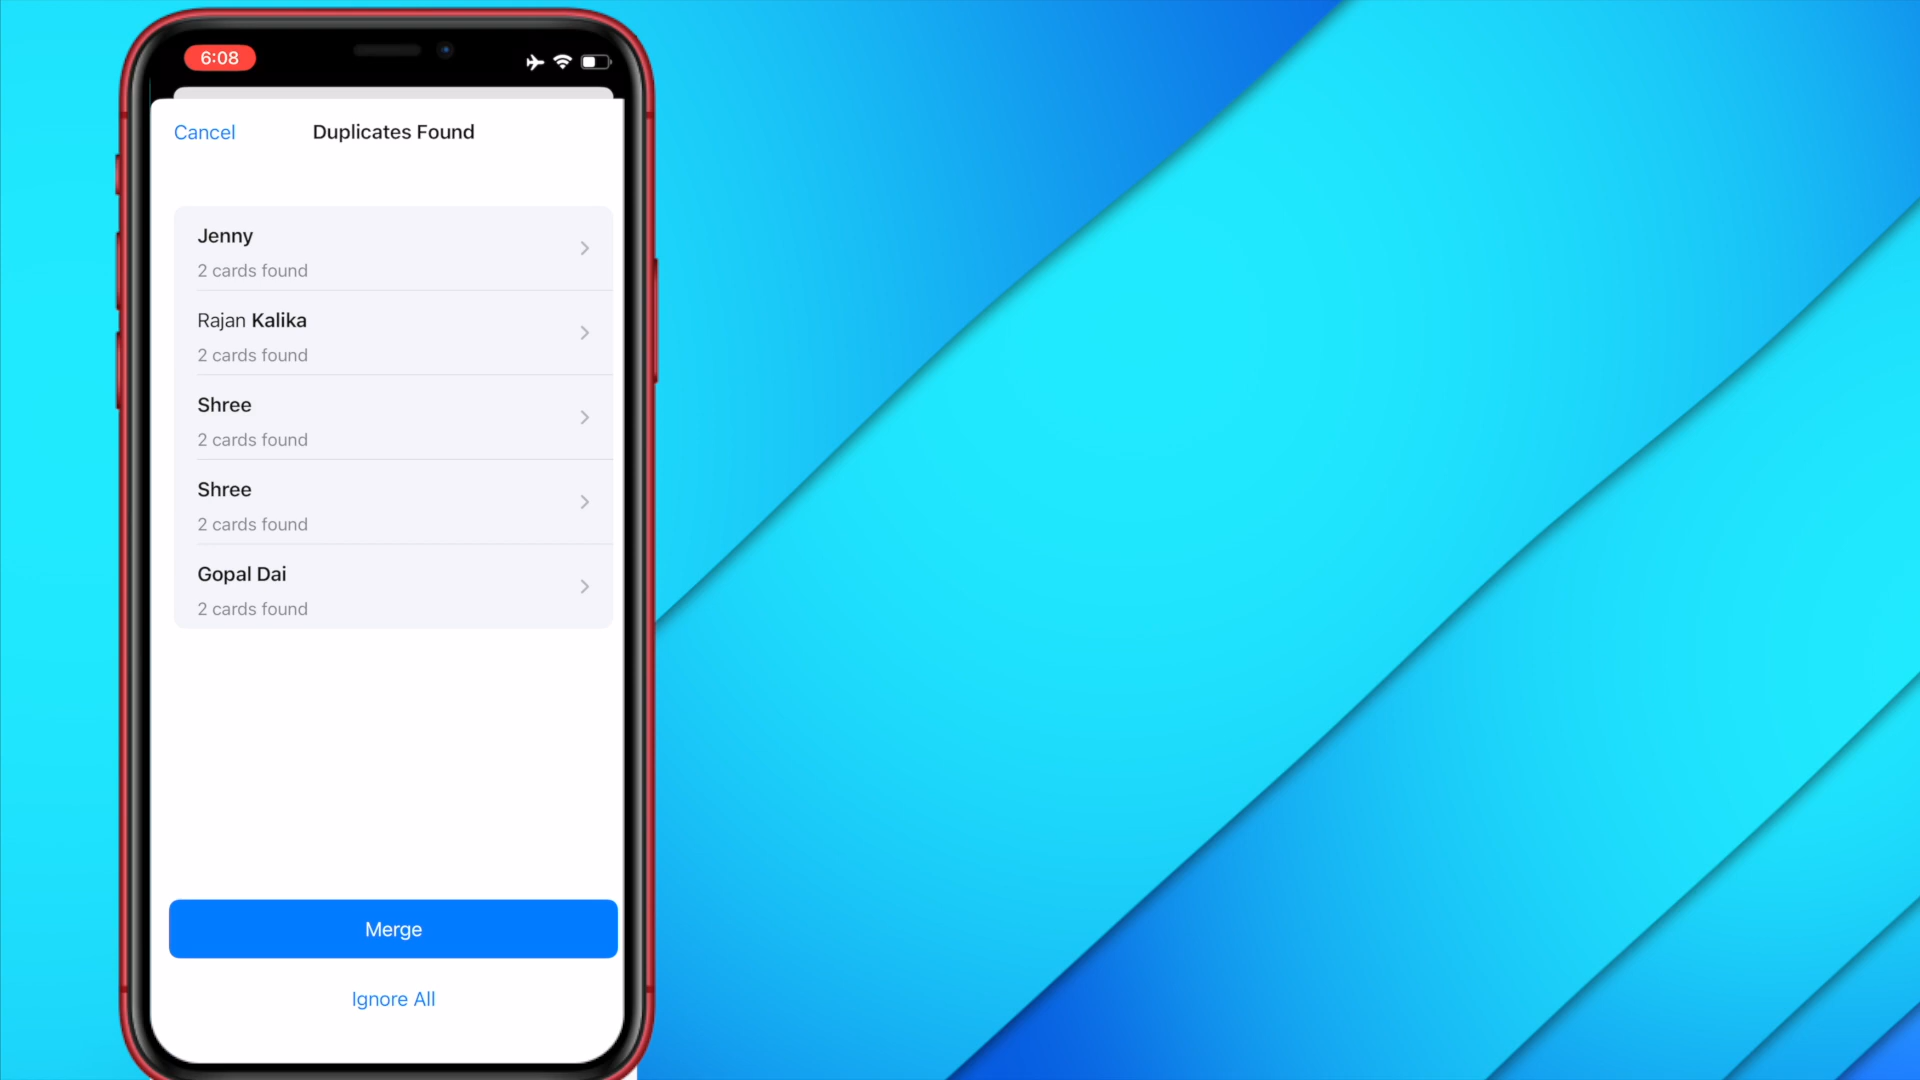 6:08
Cancel
Duplicates Found
Jenny
2 cards found
Rajan Kalika
2 cards found
Shree
2 cards found
Shree
2 cards found
Gopal Dai
2 cards found
Merge
Ignore All